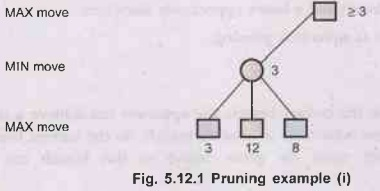 MAX move
≥ 3
MIN move
3
MAX move
3 12 8
Fig. 5.12.1 Pruning example (i)